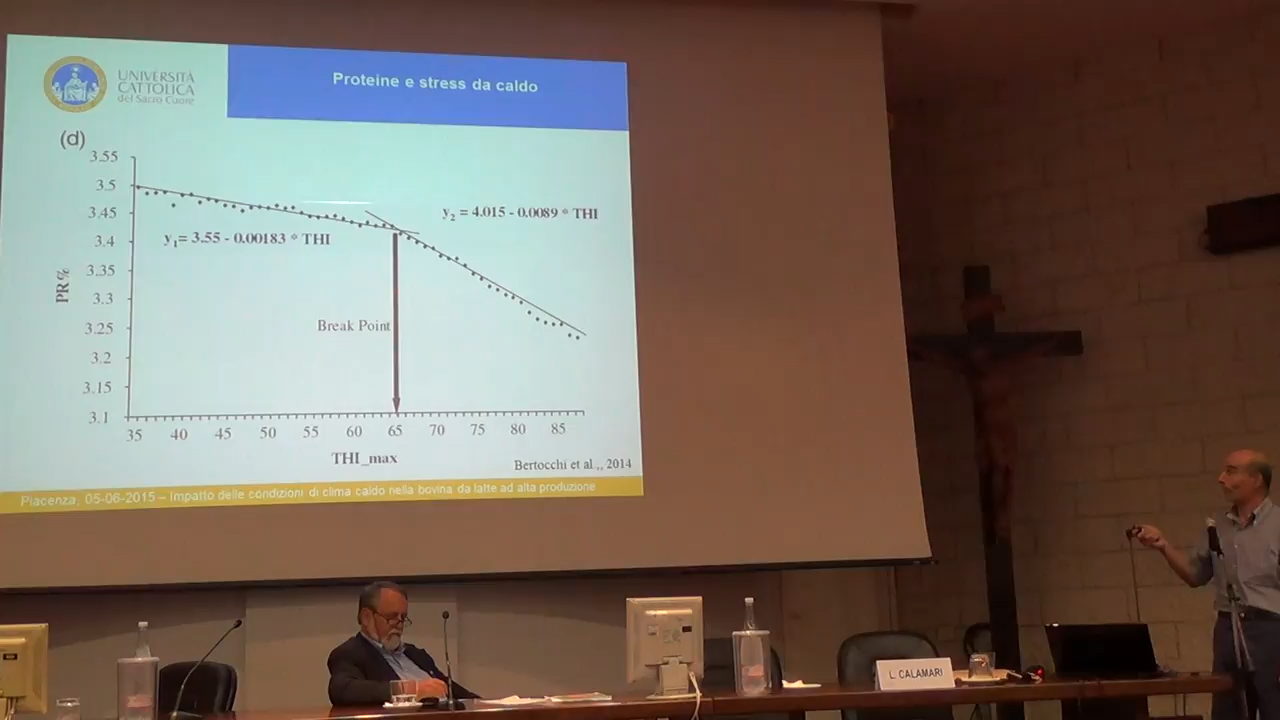 UNIVERSITÀ
CATTOLICA
del Sacro Cuore
Proteine e stress da caldo
(d)
3.55
3.5
3.45
3.4
3.35
3.3
3.25
3.2
3.15
3.1
PR%
y₂ = 4.015 - 0.0089 * THI
y₁= 3.55 - 0.00183 * THI
Break Point
35 40 45 50 55 60 65 70 75 80 85
THI_max
Bertocchi et al ., 2014
Piacenza, 05-06-2015 – Impatto delle condizioni di clima caldo nella bovina da latte ad alta produzione
L. CALAMARI